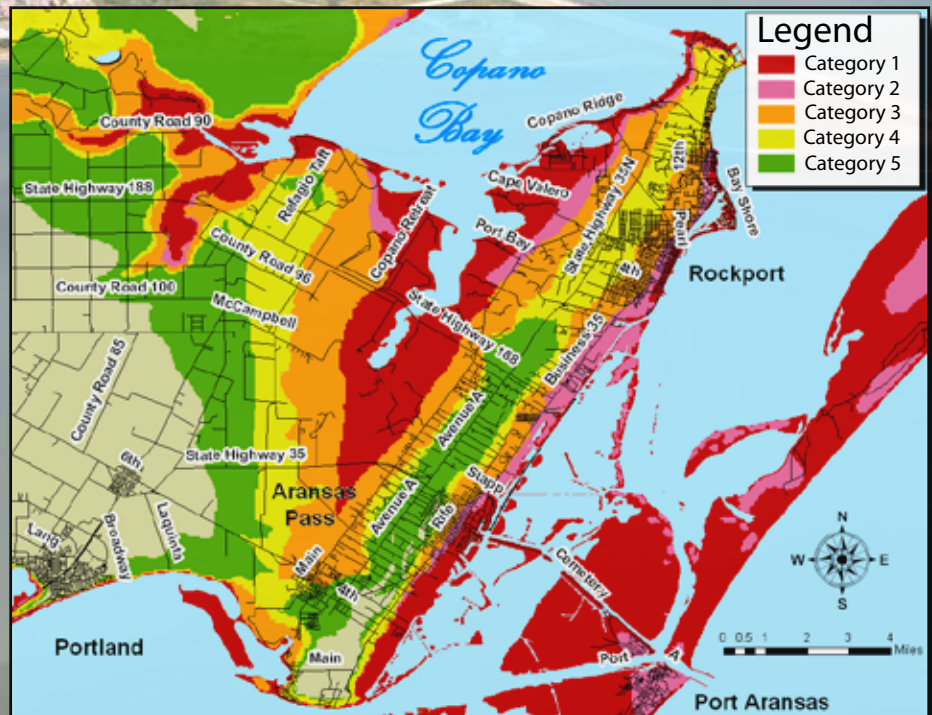 Copano
Bay
Legend
Category 1
Category 2
Category 3
Category 4
Category 5
County Road 90
Copano Ridge
State Highway 188
Refugio Taft
Cape Valero
12th
Bay Shore
State Highway 35N
Copano Retreat
Port Bay
Pearl
County Road 96
4th
Rockport
County Road 100
McCampbell
State Highway 188
Business 35
County Road 85
Avenue A
6th
State Highway 35
Stapp
Aransas
Pass
Avenue A
Rife
Lang
Broadway
Laquinta
Main
Cemetery
4th
N
W
E
S
0 0.5 1 2 3 4
Miles
Portland
Main
Port
A
Port Aransas